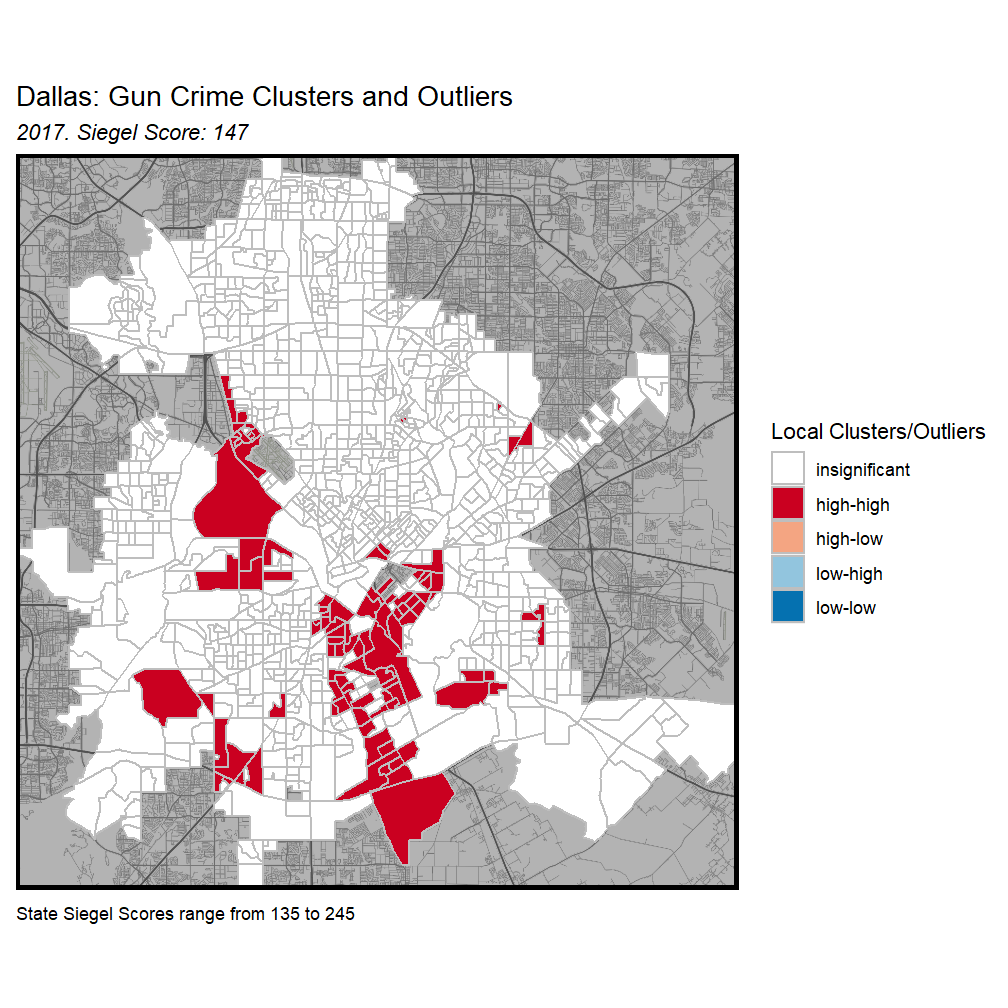 Dallas: Gun Crime Clusters and Outliers
2017. Siegel Score: 147
Local Clusters/Outliers
insignificant
high-high
high-low
low-high
low-low
State Siegel Scores range from 135 to 245